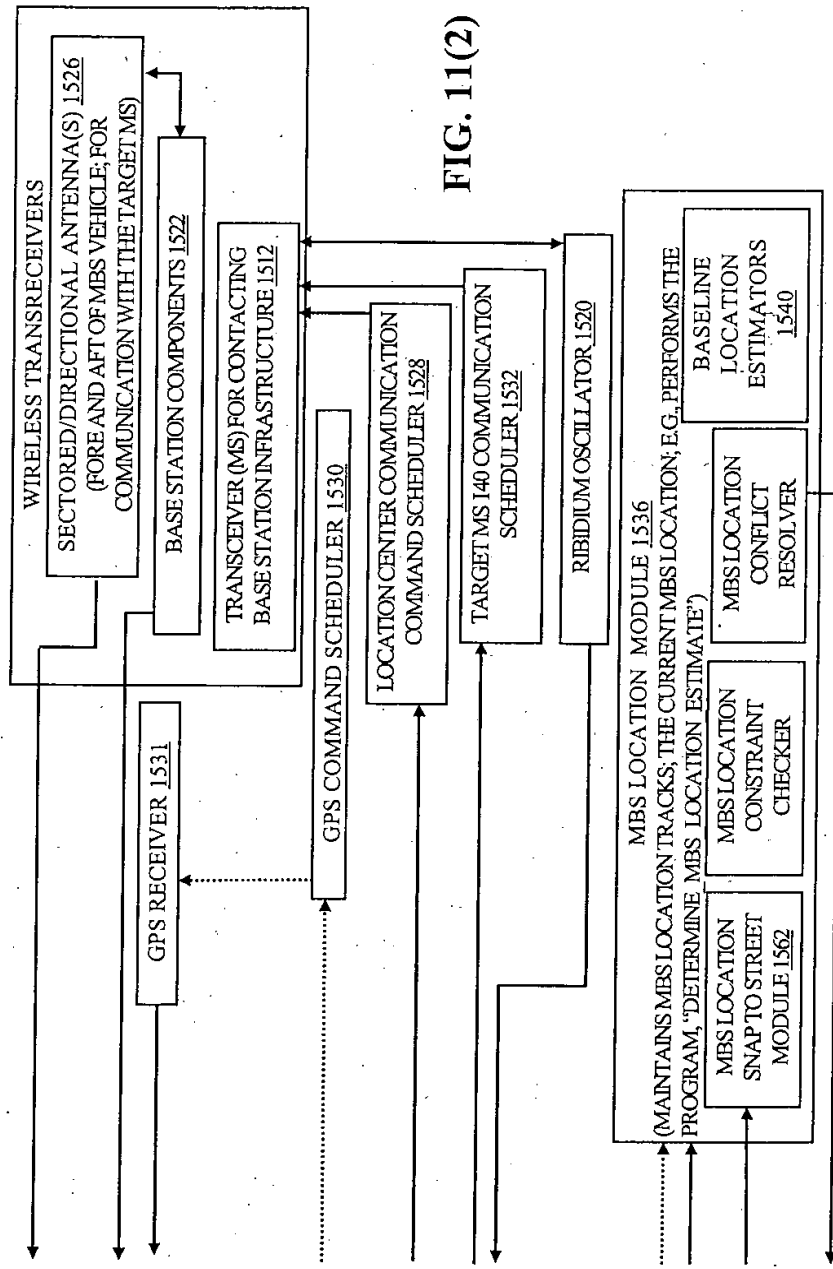 WIRELESS TRANSRECEIVERS
SECTORED/DIRECTIONAL ANTENNA(S) 1526
(FORE AND AFT OF MBS VEHICLE; FOR
COMMUNICATION WITH THE TARGET MS)
BASE STATION COMPONENTS 1522
TRANSCEIVER (MS) FOR CONTACTING
BASE STATION INFRASTRUCTURE 1512
GPS RECEIVER 1531
GPS COMMAND SCHEDULER 1530
LOCATION CENTER COMMUNICATION
COMMAND SCHEDULER 1528
TARGET MS 140 COMMUNICATION
SCHEDULER 1532
RIBIDIUM OSCILLATOR 1520
MBS LOCATION MODULE 1536
(MAINTAINS MBS LOCATION TRACKS; THE CURRENT MBS LOCATION; E.G., PERFORMS THE
PROGRAM, "DETERMINE MBS LOCATION ESTIMATE")
MBS LOCATION
SNAP TO STREET
MODULE 1562
MBS LOCATION
CONSTRAINT
CHECKER
MBS LOCATION
CONFLICT
RESOLVER
BASELINE
LOCATION
ESTIMATORS
1540
FIG. 11(2)